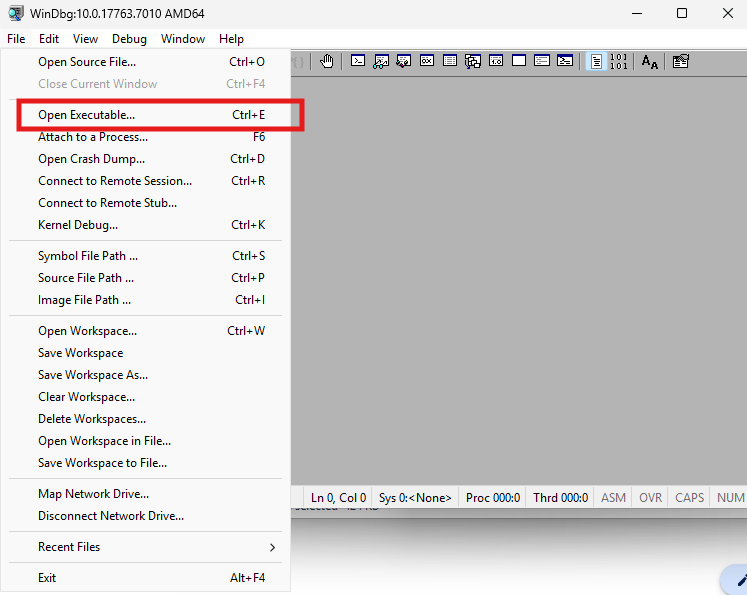 WinDbg:10.0.17763.7010 AMD64
File Edit View Debug Window Help
Open Source File... Ctrl+O
Close Current Window Ctrl+F4
Open Executable... Ctrl+E
Attach to a Process... F6
Open Crash Dump... Ctrl+D
Connect to Remote Session... Ctrl+R
Connect to Remote Stub...
Kernel Debug... Ctrl+K
Symbol File Path ... Ctrl+S
Source File Path ... Ctrl+P
Image File Path ... Ctrl+I
Open Workspace... Ctrl+W
Save Workspace
Save Workspace As...
Clear Workspace...
Delete Workspaces...
Open Workspace in File...
Save Workspace to File...
Map Network Drive...
Disconnect Network Drive...
Recent Files
Exit Alt+F4
Ln 0, Col 0 Sys 0:<None> Proc 000:0 Thrd 000:0 ASM OVR CAPS NUM